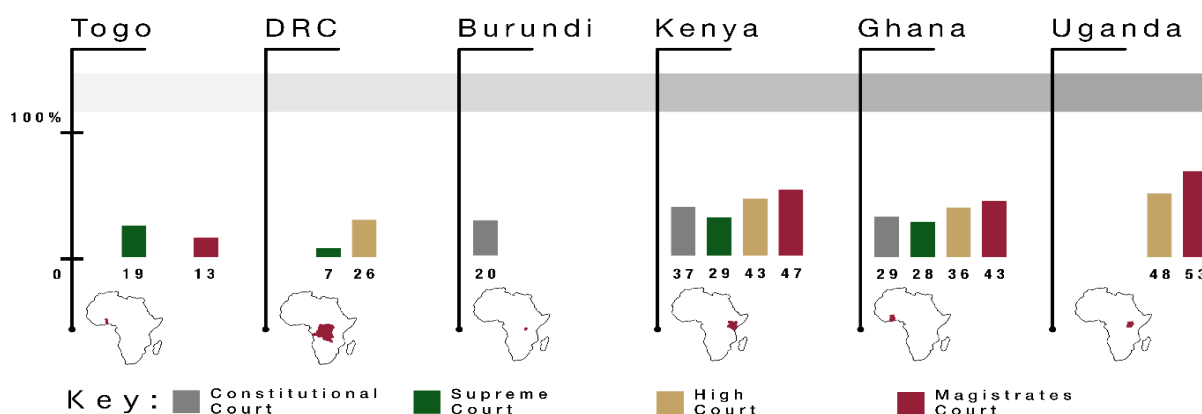 Togo DRC Burundi Kenya Ghana Uganda
100%
0 19 13 7 26 20 37 29 43 47 29 28 36 43 48 53
Key: Constitutional Court Supreme Court High Court Magistrates Court